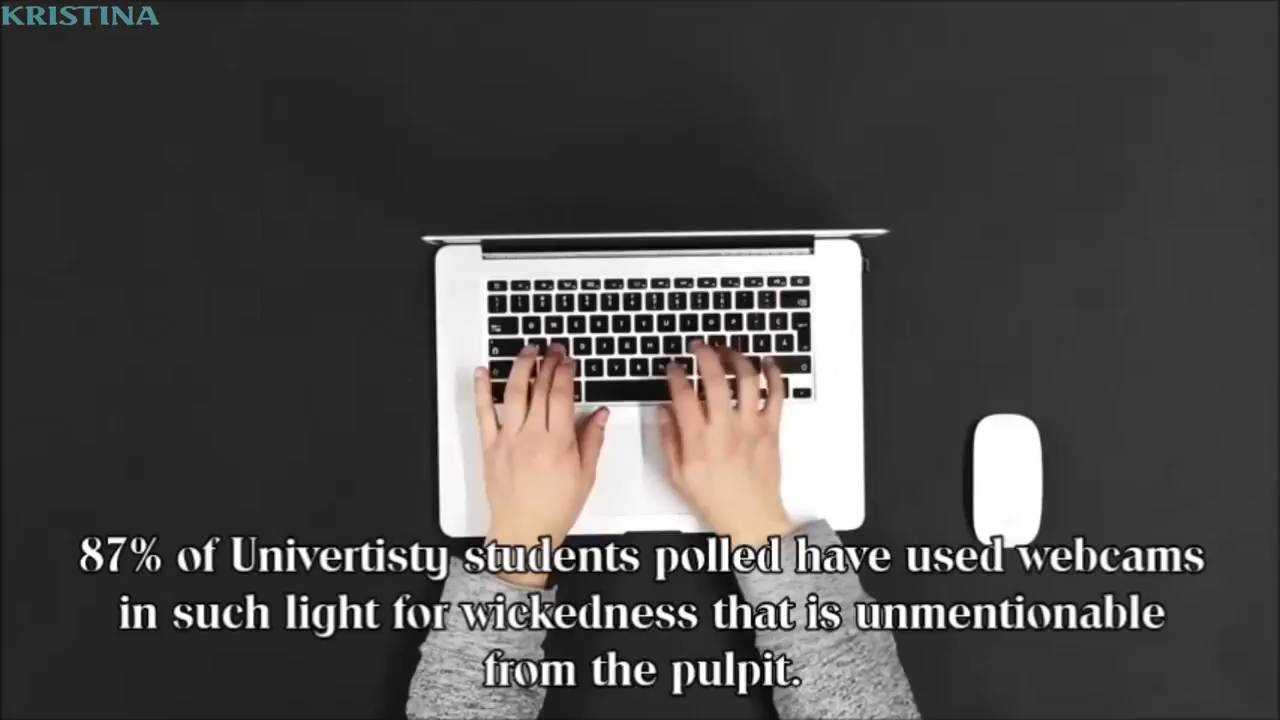 KRISTINA
87% of Univertisty students polled have used webcams
in such light for wickedness that is unmentionable
from the pulpit.